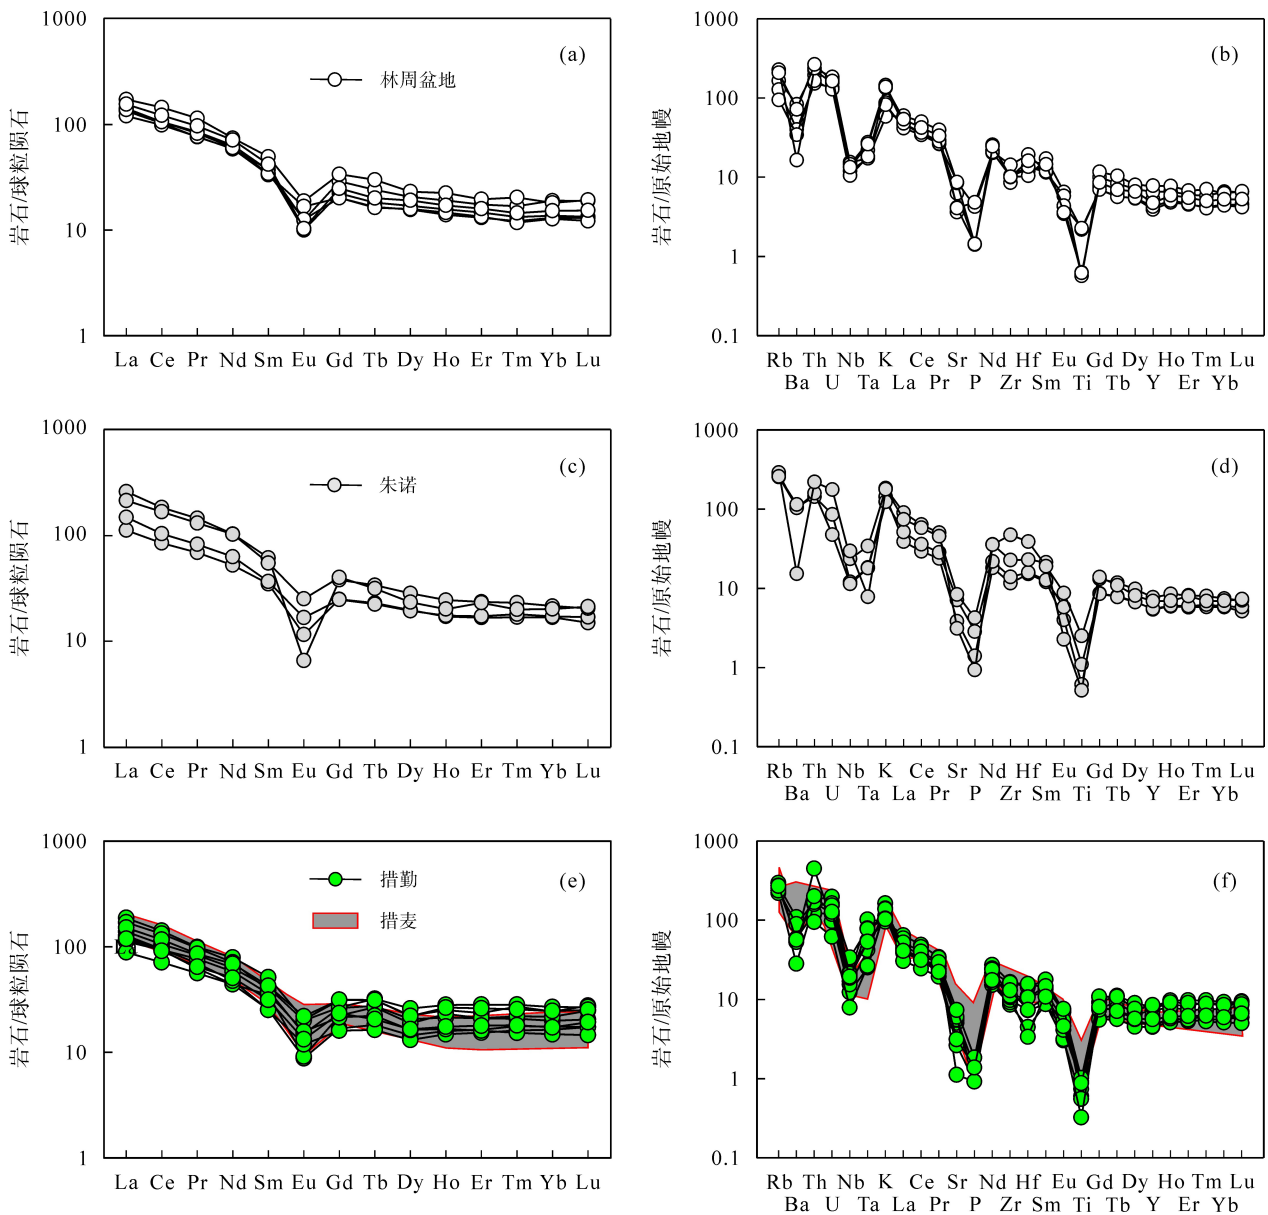 1000
100
10
1
岩石/球粒陨石
(a)
林周盆地
La Ce Pr Nd Sm Eu Gd Tb Dy Ho Er Tm Yb Lu
1000
100
10
1
0.1
岩石/原始地幔
(b)
Rb Th Nb K Ce Sr Nd Hf Eu Gd Dy Ho Tm Lu
Ba U Ta La Pr P Zr Sm Ti Tb Y Er Yb
1000
100
10
1
岩石/球粒陨石
(c)
朱诺
La Ce Pr Nd Sm Eu Gd Tb Dy Ho Er Tm Yb Lu
1000
100
10
1
0.1
岩石/原始地幔
(d)
Rb Th Nb K Ce Sr Nd Hf Eu Gd Dy Ho Tm Lu
Ba U Ta La Pr P Zr Sm Ti Tb Y Er Yb
1000
100
10
1
岩石/球粒陨石
(e)
措勤
措麦
La Ce Pr Nd Sm Eu Gd Tb Dy Ho Er Tm Yb Lu
1000
100
10
1
0.1
岩石/原始地幔
(f)
Rb Th Nb K Ce Sr Nd Hf Eu Gd Dy Ho Tm Lu
Ba U Ta La Pr P Zr Sm Ti Tb Y Er Yb